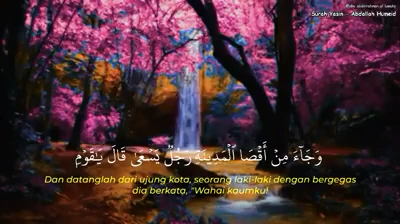 Surah Yasin - Abdallah Humeid
وَجَآءَ مِنْ أَقْصَا ٱلْمَدِينَةِ رَجُلٌ يَسْعَىٰ قَالَ يَـٰقَوْمِ
Dan datanglah dari ujung kota, seorang laki-laki dengan bergegas
dia berkata, "Wahai kaumku!